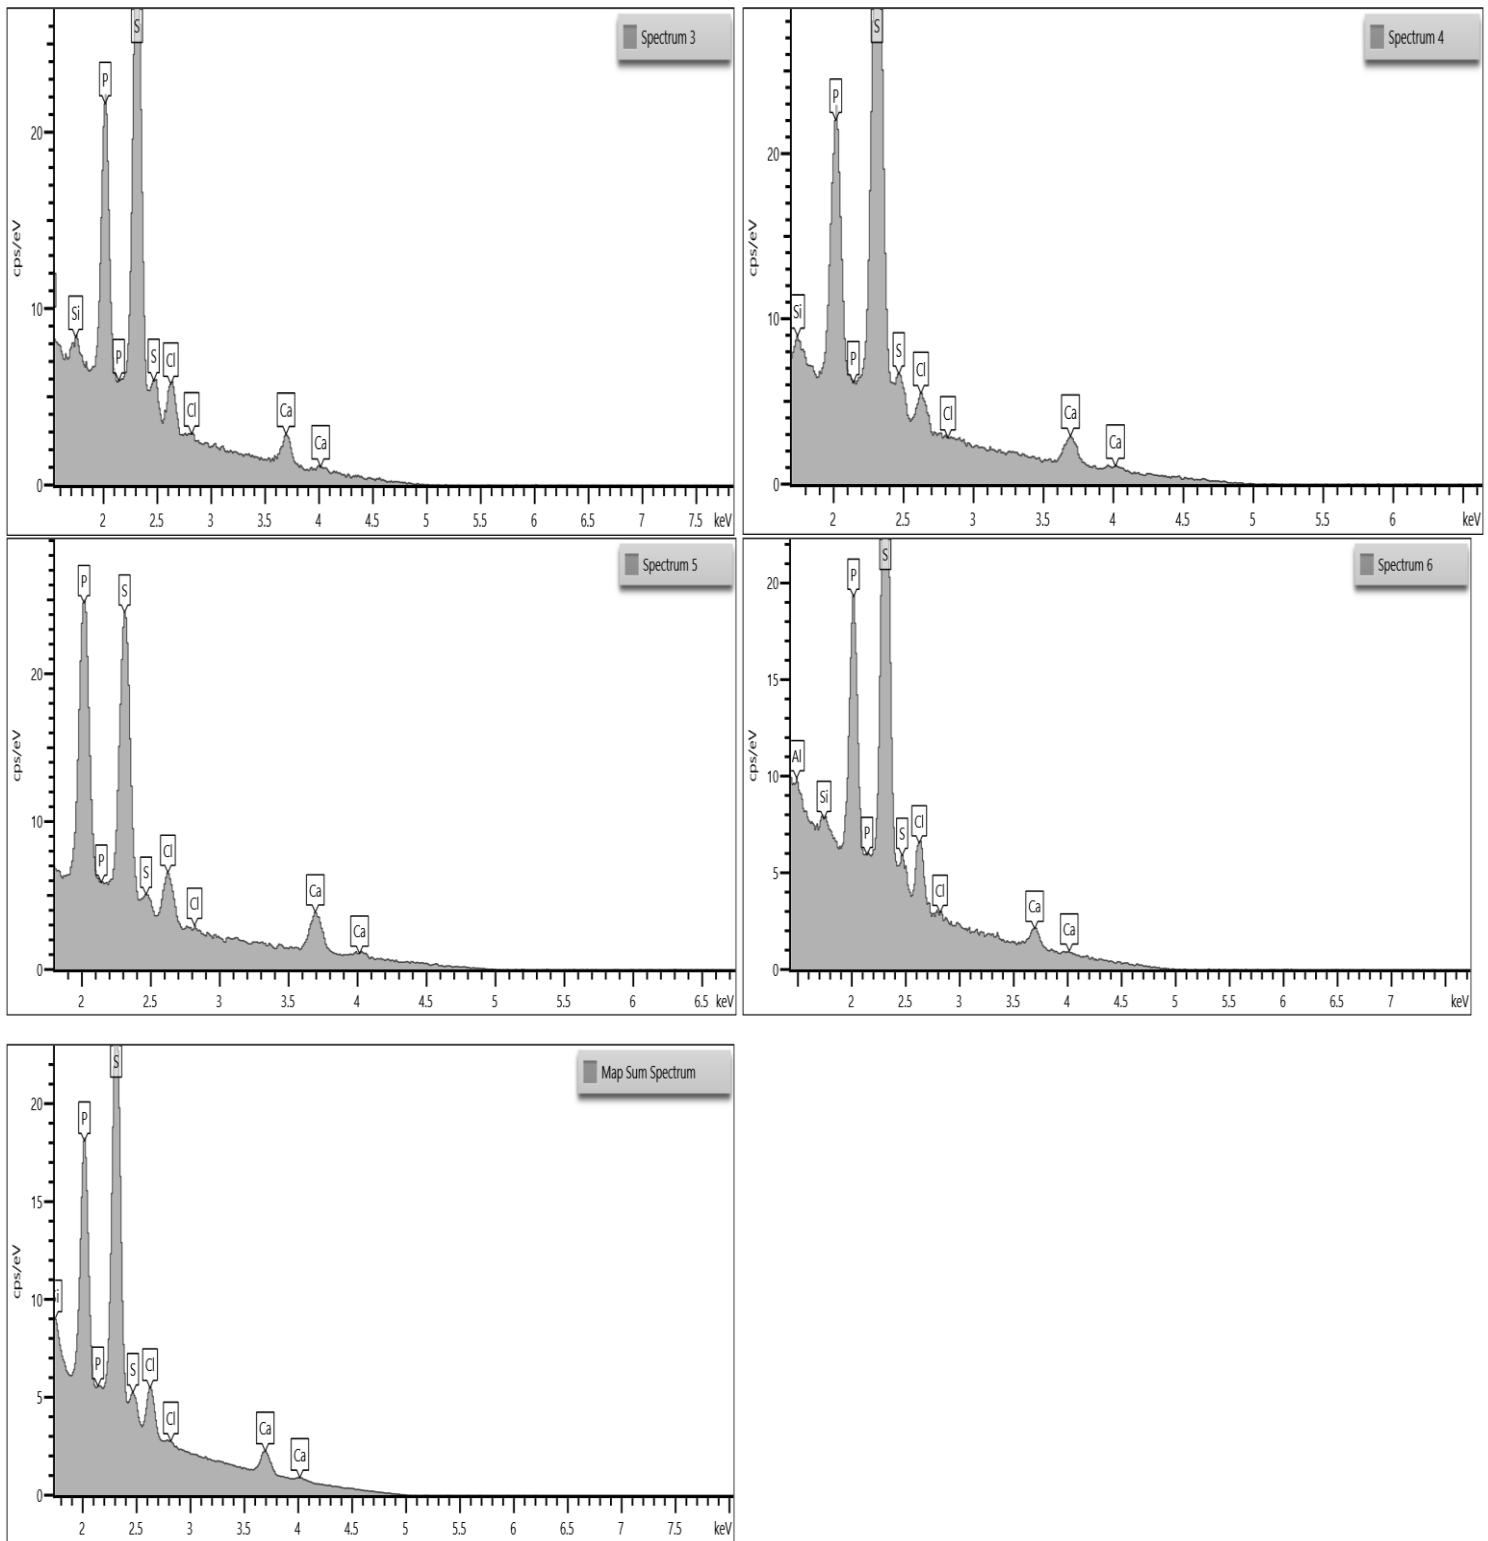 Spectrum 3
cps/eV
20
10
0
S
P
Si
P
S
Cl
Cl
Ca
Ca
2 2.5 3 3.5 4 4.5 5 5.5 6 6.5 7 7.5 keV
Spectrum 4
cps/eV
20
10
0
S
P
Si
P
S
Cl
Cl
Ca
Ca
2 2.5 3 3.5 4 4.5 5 5.5 6 keV
Spectrum 5
cps/eV
20
10
0
P
S
P
S
Cl
Cl
Ca
Ca
2 2.5 3 3.5 4 4.5 5 5.5 6 6.5 keV
Spectrum 6
cps/eV
20
15
10
5
0
S
P
Al
Si
P
S
Cl
Cl
Ca
Ca
2 2.5 3 3.5 4 4.5 5 5.5 6 6.5 7 keV
Map Sum Spectrum
cps/eV
20
15
10
5
0
S
P
i
P
S
Cl
Cl
Ca
Ca
2 2.5 3 3.5 4 4.5 5 5.5 6 6.5 7 7.5 keV